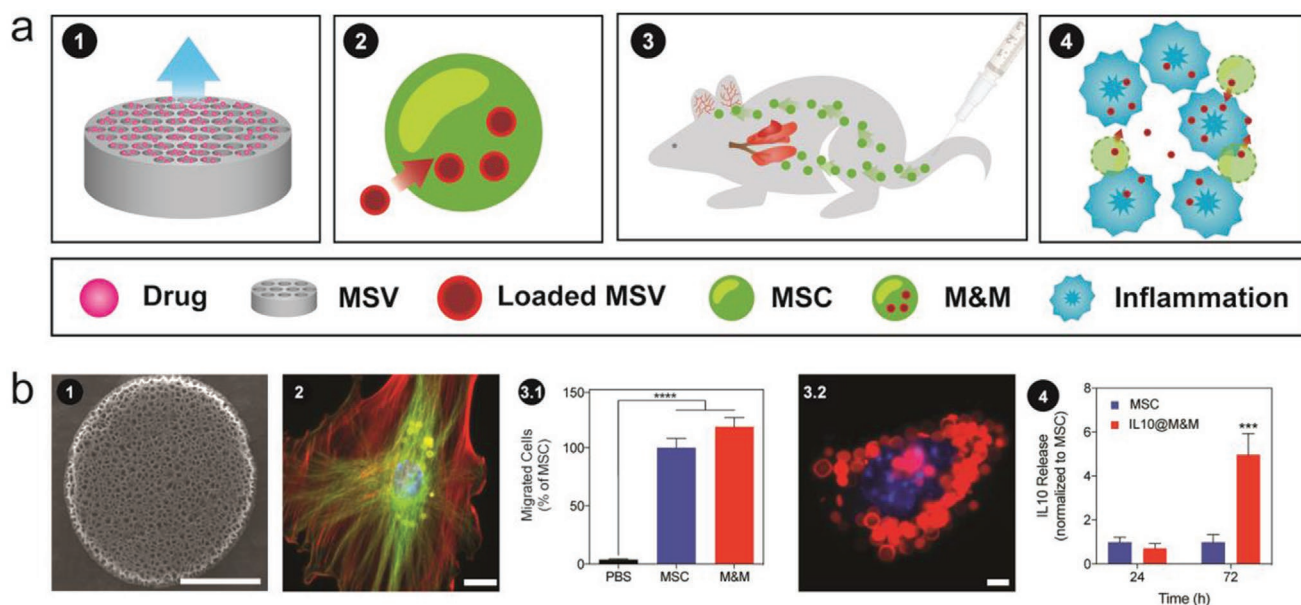 a
1
2
3
4
Drug
MSV
Loaded MSV
MSC
M&M
Inflammation
b
1
2
3.1
Migrated Cells
(% of MSC)
150
100
50
0
****
PBS
MSC
M&M
3.2
4
IL10 Release
(normalized to MSC)
8
6
4
2
0
MSC
IL10@M&M
***
24
72
Time (h)